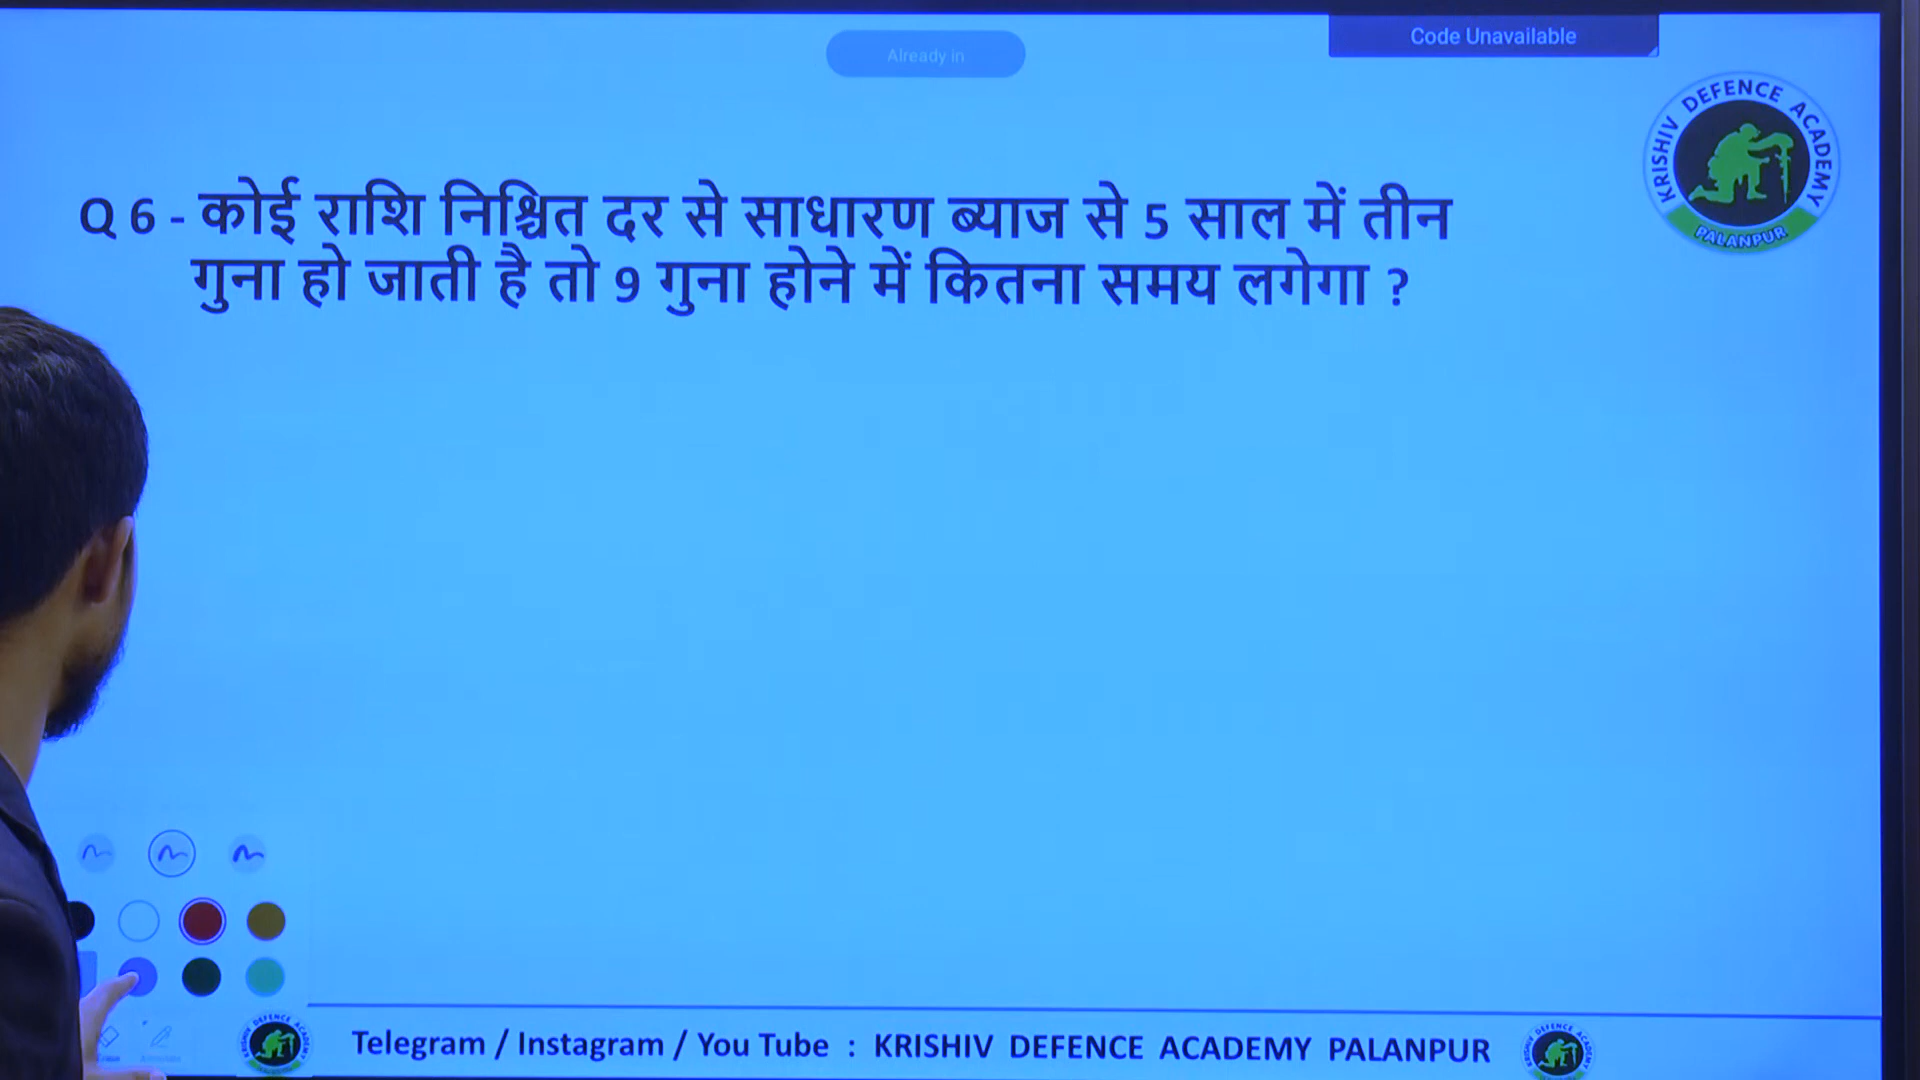 Already in
Code Unavailable
KRISHIV DEFENCE ACADEMY
PALANPUR
Q 6 - कोई राशि निश्चित दर से साधारण ब्याज से 5 साल में तीन
गुना हो जाती है तो 9 गुना होने में कितना समय लगेगा ?
Telegram / Instagram / You Tube : KRISHIV DEFENCE ACADEMY PALANPUR